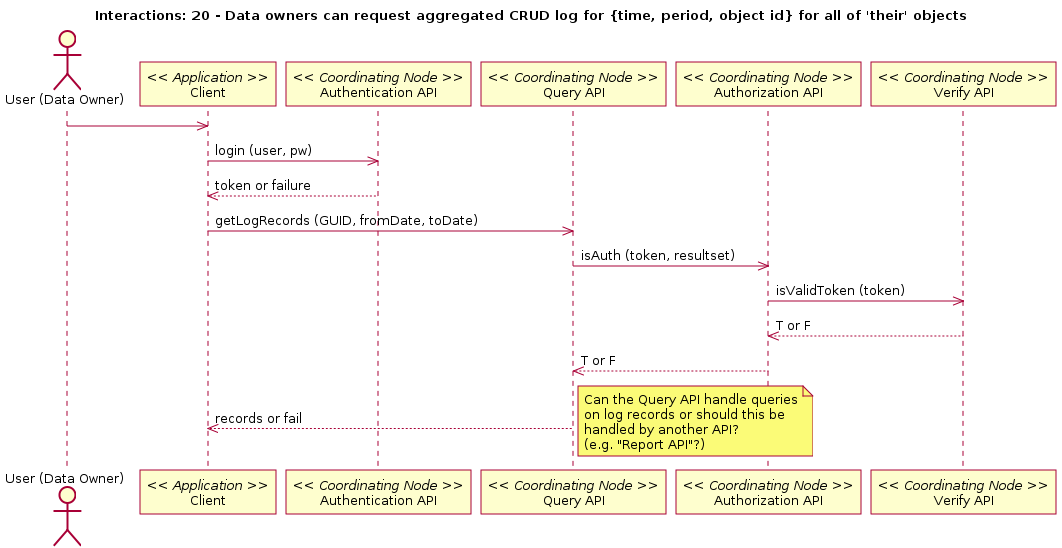 Interactions: 20 - Data owners can request aggregated CRUD log for {time, period, object id} for all of 'their' objects
User (Data Owner)
<< Application >>
Client
<< Coordinating Node >>
Authentication API
<< Coordinating Node >>
Query API
<< Coordinating Node >>
Authorization API
<< Coordinating Node >>
Verify API
login (user, pw)
token or failure
getLogRecords (GUID, fromDate, toDate)
isAuth (token, resultset)
isValidToken (token)
T or F
T or F
Can the Query API handle queries
on log records or should this be
handled by another API?
(e.g. "Report API"?)
records or fail
User (Data Owner)
<< Application >>
Client
<< Coordinating Node >>
Authentication API
<< Coordinating Node >>
Query API
<< Coordinating Node >>
Authorization API
<< Coordinating Node >>
Verify API